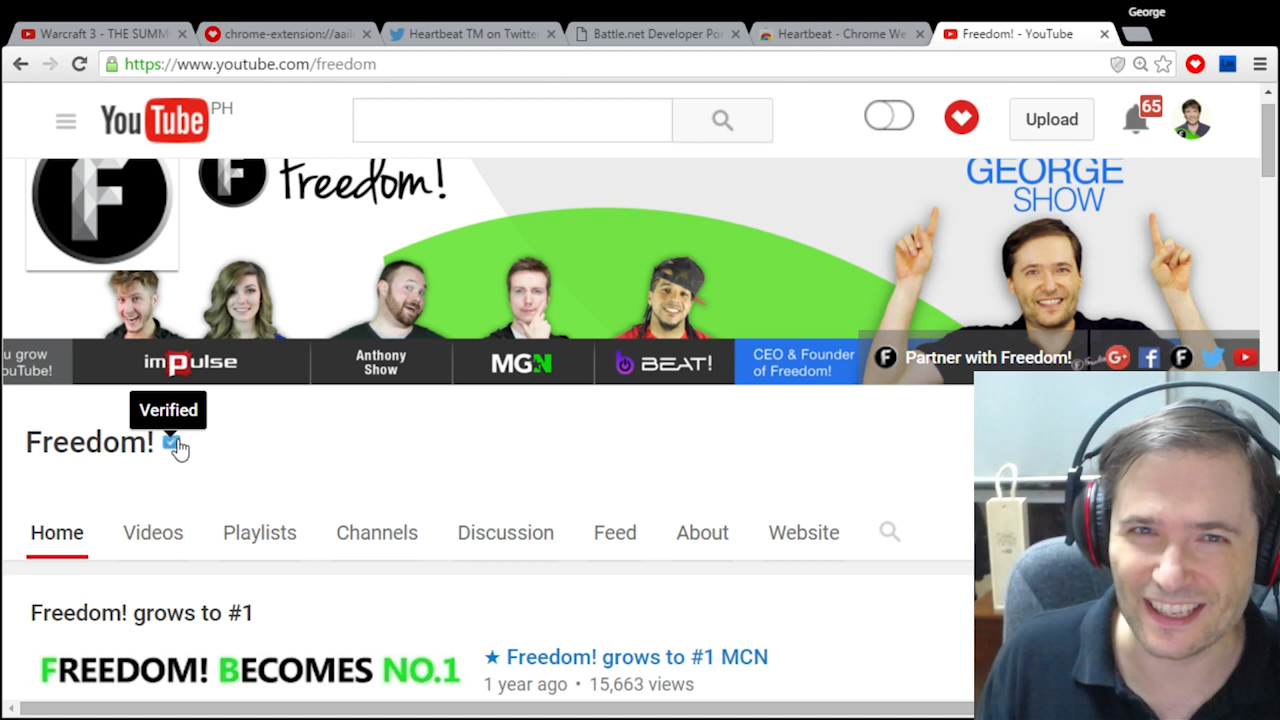 George
Warcraft 3 - THE SUMM
chrome-extension://aail
Heartbeat TM on Twitte
Battle.net Developer Po
Heartbeat - Chrome We
Freedom! - YouTube
https://www.youtube.com/freedom
YouTube PH
Upload
65
F
F Freedom!
GEORGE
SHOW
u grow
ouTube!
imPulse
Anthony
Show
MGN
b BEAT!
CEO & Founder
of Freedom!
F Partner with Freedom!
Verified
Freedom!
Home Videos Playlists Channels Discussion Feed About Website
Freedom! grows to #1
FREEDOM! BECOMES NO.1
★ Freedom! grows to #1 MCN
1 year ago • 15,663 views